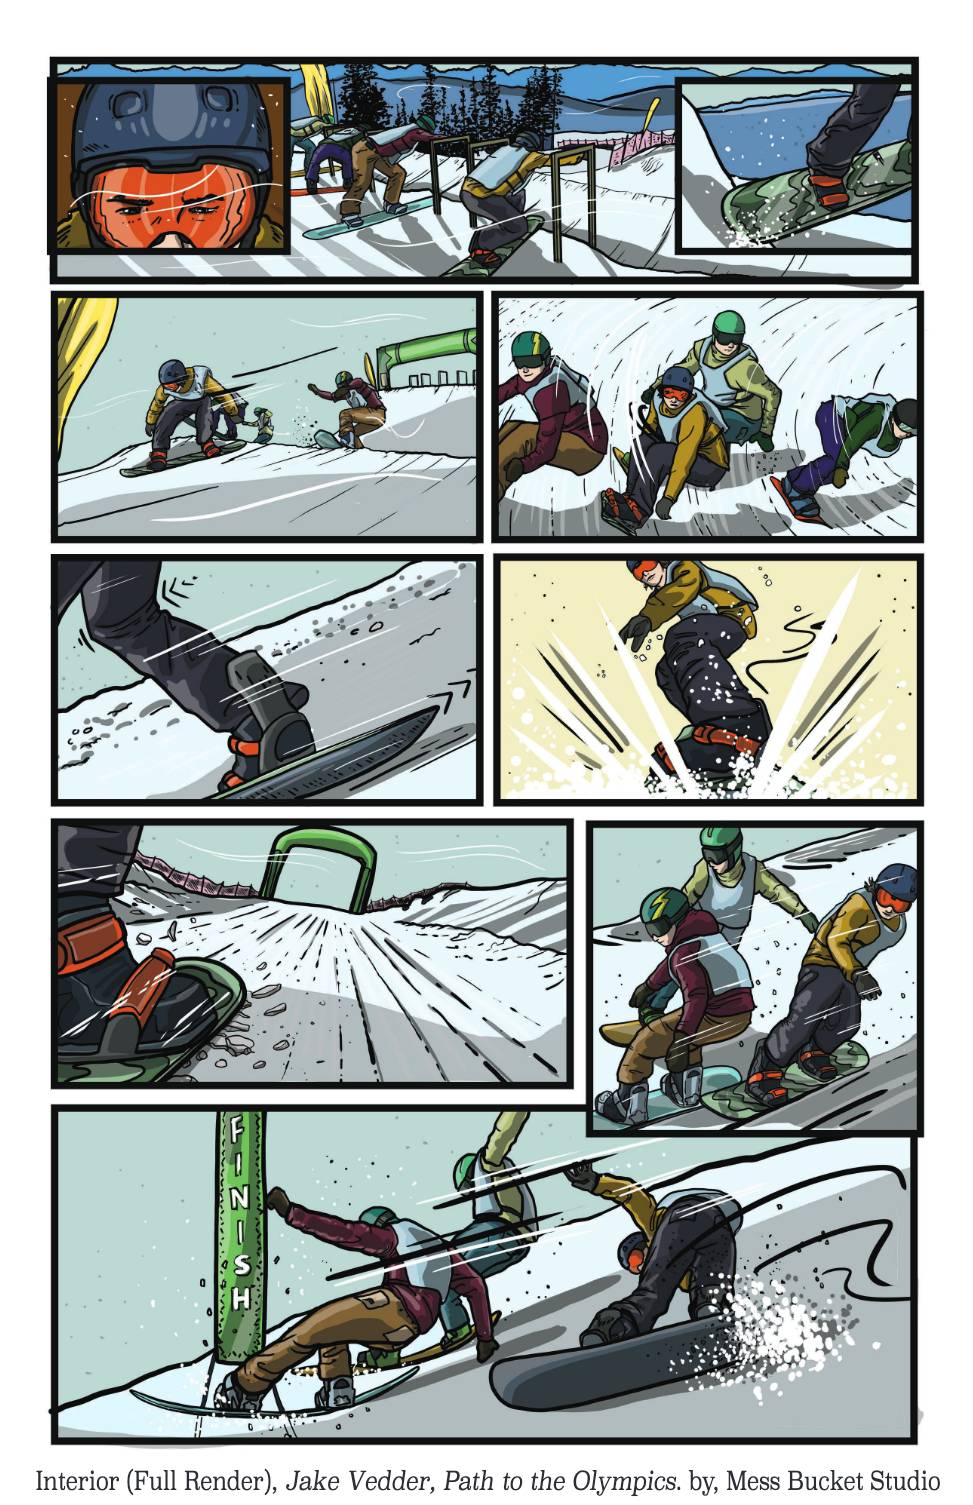 FINISH
Interior (Full Render), Jake Vedder, Path to the Olympics. by, Mess Bucket Studio